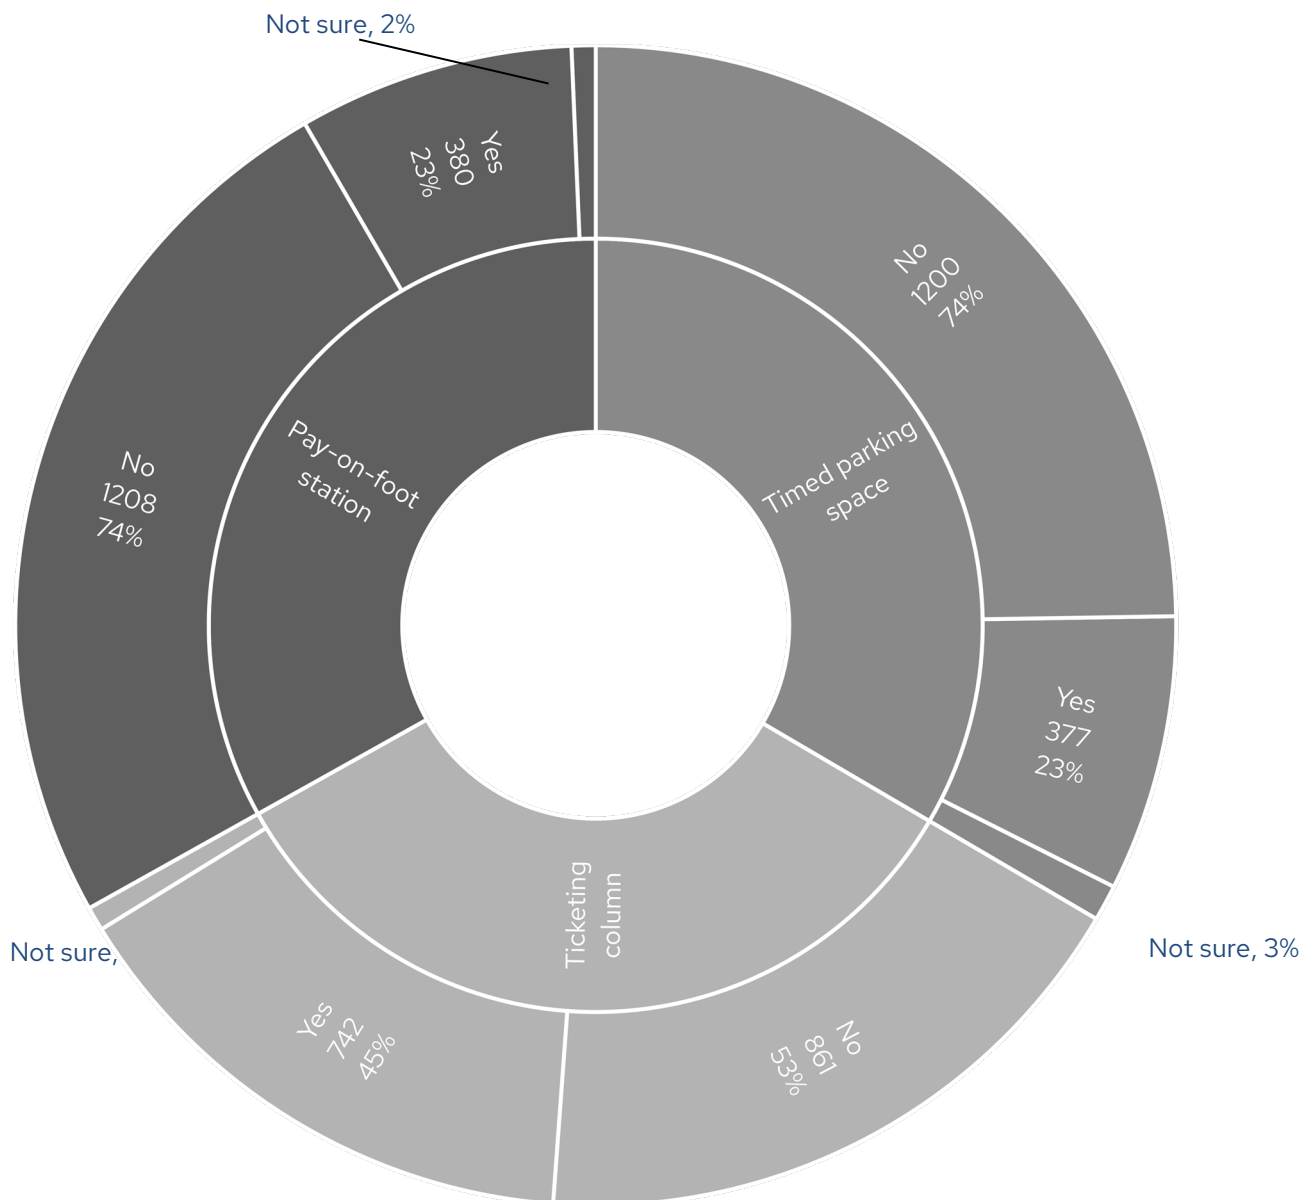 Not sure, 2%
Yes
380
23%
No
1200
74%
Timed parking
space
Pay-on-foot
station
No
1208
74%
Yes
377
23%
Ticketing
column
Not sure,
Not sure, 3%
Yes
742
45%
No
861
53%